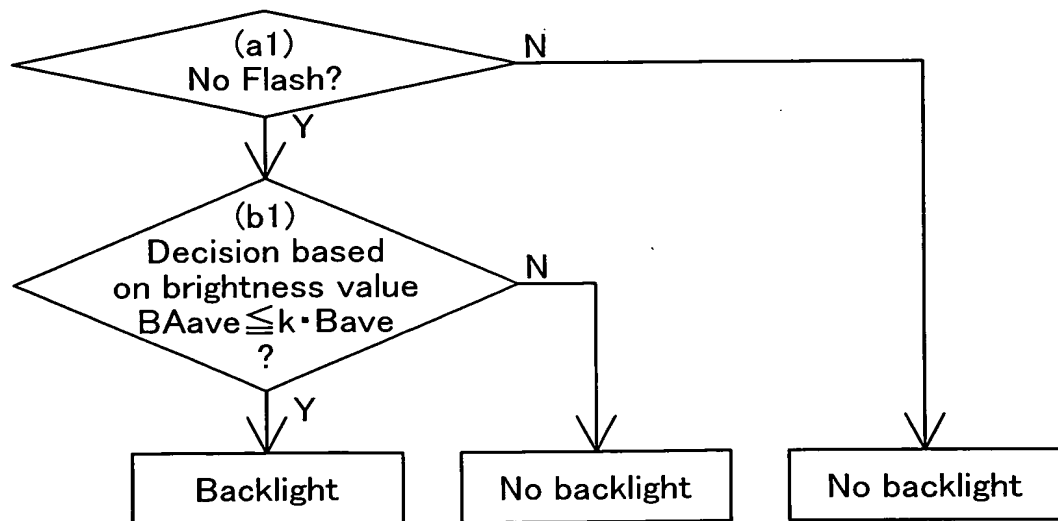 (a1)
No Flash?
N
Y
(b1)
Decision based
on brightness value
BAave≦k·Bave
?
N
Y
Backlight
No backlight
No backlight